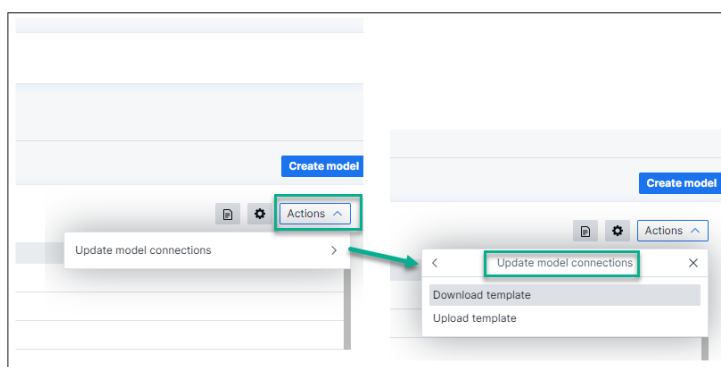 Create model
Actions
Update model connections
Create model
Actions
Update model connections
Download template
Upload template